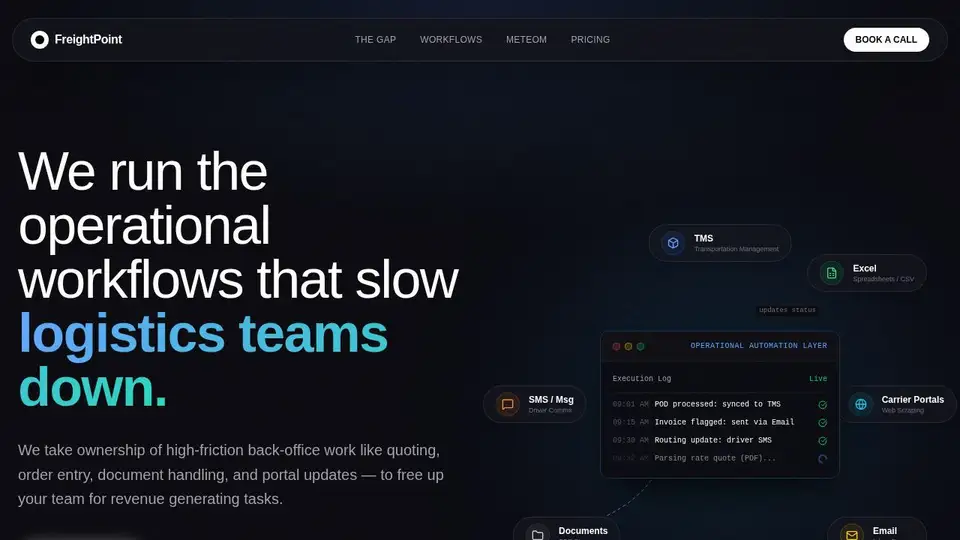 FreightPoint
THE GAP
WORKFLOWS
METEOM
PRICING
BOOK A CALL
We run the
operational
workflows that slow
logistics teams
down.
We take ownership of high-friction back-office work like quoting,
order entry, document handling, and portal updates — to free up
your team for revenue generating tasks.
TMS
Transportation Management
Excel
Spreadsheets / CSV
updates status
OPERATIONAL AUTOMATION LAYER
Execution Log
Live
09:01 AM POD processed: synced to TMS
09:15 AM Invoice flagged: sent via Email
09:30 AM Routing update: driver SMS
Parsing rate quote (PDF)...
SMS / Msg
Driver Comms
Carrier Portals
Web Scraping
Documents
Email